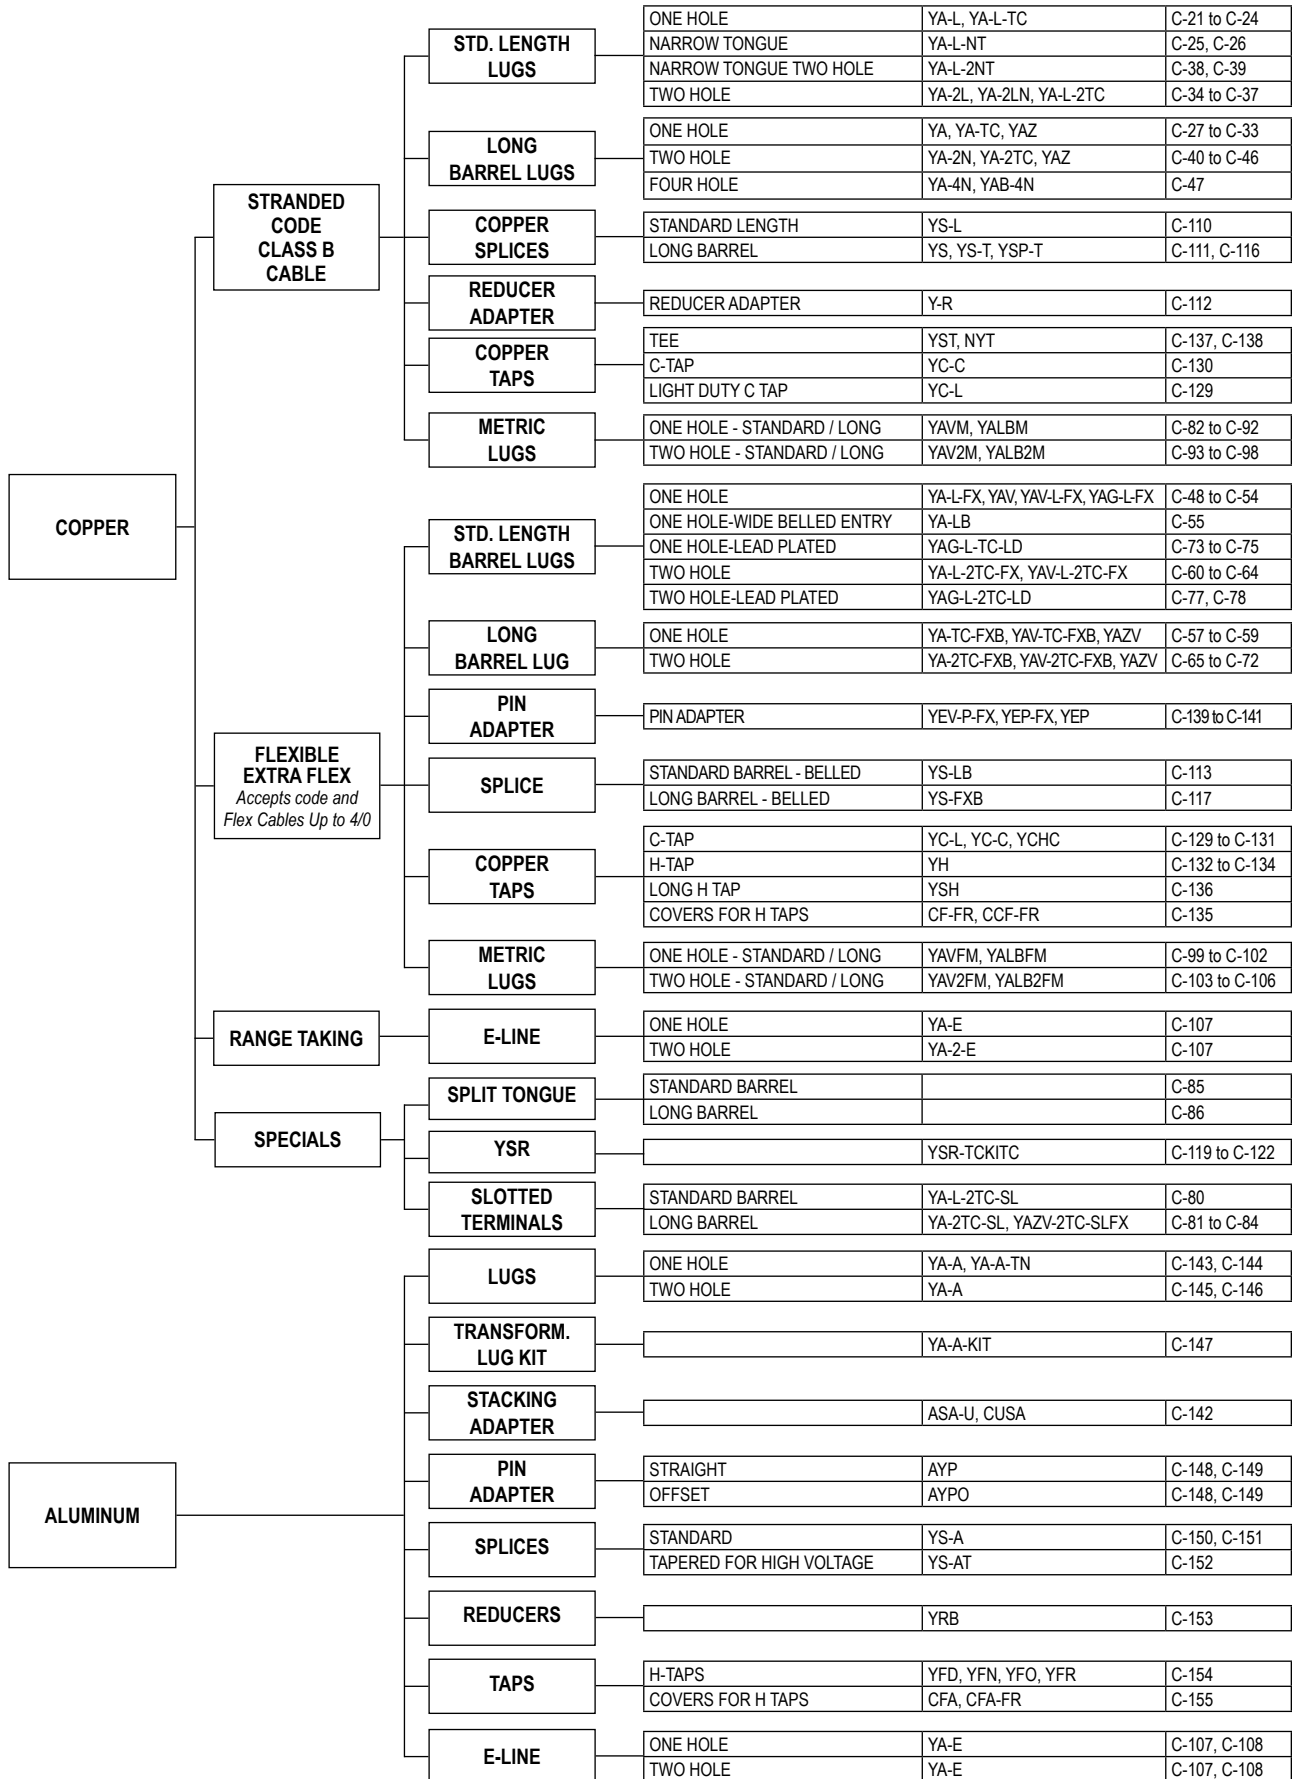 COPPER
STRANDED
CODE
CLASS B
CABLE
STD. LENGTH
LUGS
ONE HOLE YA-L, YA-L-TC C-21 to C-24
NARROW TONGUE YA-L-NT C-25, C-26
NARROW TONGUE TWO HOLE YA-L-2NT C-38, C-39
TWO HOLE YA-2L, YA-2LN, YA-L-2TC C-34 to C-37
LONG
BARREL LUGS
ONE HOLE YA, YA-TC, YAZ C-27 to C-33
TWO HOLE YA-2N, YA-2TC, YAZ C-40 to C-46
FOUR HOLE YA-4N, YAB-4N C-47
COPPER
SPLICES
STANDARD LENGTH YS-L C-110
LONG BARREL YS, YS-T, YSP-T C-111, C-116
REDUCER
ADAPTER
REDUCER ADAPTER Y-R C-112
COPPER
TAPS
TEE YST, NYT C-137, C-138
C-TAP YC-C C-130
LIGHT DUTY C TAP YC-L C-129
METRIC
LUGS
ONE HOLE - STANDARD / LONG YAVM, YALBM C-82 to C-92
TWO HOLE - STANDARD / LONG YAV2M, YALB2M C-93 to C-98
FLEXIBLE
EXTRA FLEX
Accepts code and
Flex Cables Up to 4/0
STD. LENGTH
BARREL LUGS
ONE HOLE YA-L-FX, YAV, YAV-L-FX, YAG-L-FX C-48 to C-54
ONE HOLE-WIDE BELLED ENTRY YA-LB C-55
ONE HOLE-LEAD PLATED YAG-L-TC-LD C-73 to C-75
TWO HOLE YA-L-2TC-FX, YAV-L-2TC-FX C-60 to C-64
TWO HOLE-LEAD PLATED YAG-L-2TC-LD C-77, C-78
LONG
BARREL LUG
ONE HOLE YA-TC-FXB, YAV-TC-FXB, YAZV C-57 to C-59
TWO HOLE YA-2TC-FXB, YAV-2TC-FXB, YAZV C-65 to C-72
PIN
ADAPTER
PIN ADAPTER YEV-P-FX, YEP-FX, YEP C-139 to C-141
SPLICE
STANDARD BARREL - BELLED YS-LB C-113
LONG BARREL - BELLED YS-FXB C-117
COPPER
TAPS
C-TAP YC-L, YC-C, YCHC C-129 to C-131
H-TAP YH C-132 to C-134
LONG H TAP YSH C-136
COVERS FOR H TAPS CF-FR, CCF-FR C-135
METRIC
LUGS
ONE HOLE - STANDARD / LONG YAVFM, YALBFM C-99 to C-102
TWO HOLE - STANDARD / LONG YAV2FM, YALB2FM C-103 to C-106
RANGE TAKING
E-LINE
ONE HOLE YA-E C-107
TWO HOLE YA-2-E C-107
SPECIALS
SPLIT TONGUE
STANDARD BARREL C-85
LONG BARREL C-86
YSR
YSR-TCKITC C-119 to C-122
SLOTTED
TERMINALS
STANDARD BARREL YA-L-2TC-SL C-80
LONG BARREL YA-2TC-SL, YAZV-2TC-SLFX C-81 to C-84
ALUMINUM
LUGS
ONE HOLE YA-A, YA-A-TN C-143, C-144
TWO HOLE YA-A C-145, C-146
TRANSFORM.
LUG KIT
YA-A-KIT C-147
STACKING
ADAPTER
ASA-U, CUSA C-142
PIN
ADAPTER
STRAIGHT AYP C-148, C-149
OFFSET AYPO C-148, C-149
SPLICES
STANDARD YS-A C-150, C-151
TAPERED FOR HIGH VOLTAGE YS-AT C-152
REDUCERS
YRB C-153
TAPS
H-TAPS YFD, YFN, YFO, YFR C-154
COVERS FOR H TAPS CFA, CFA-FR C-155
E-LINE
ONE HOLE YA-E C-107, C-108
TWO HOLE YA-E C-107, C-108